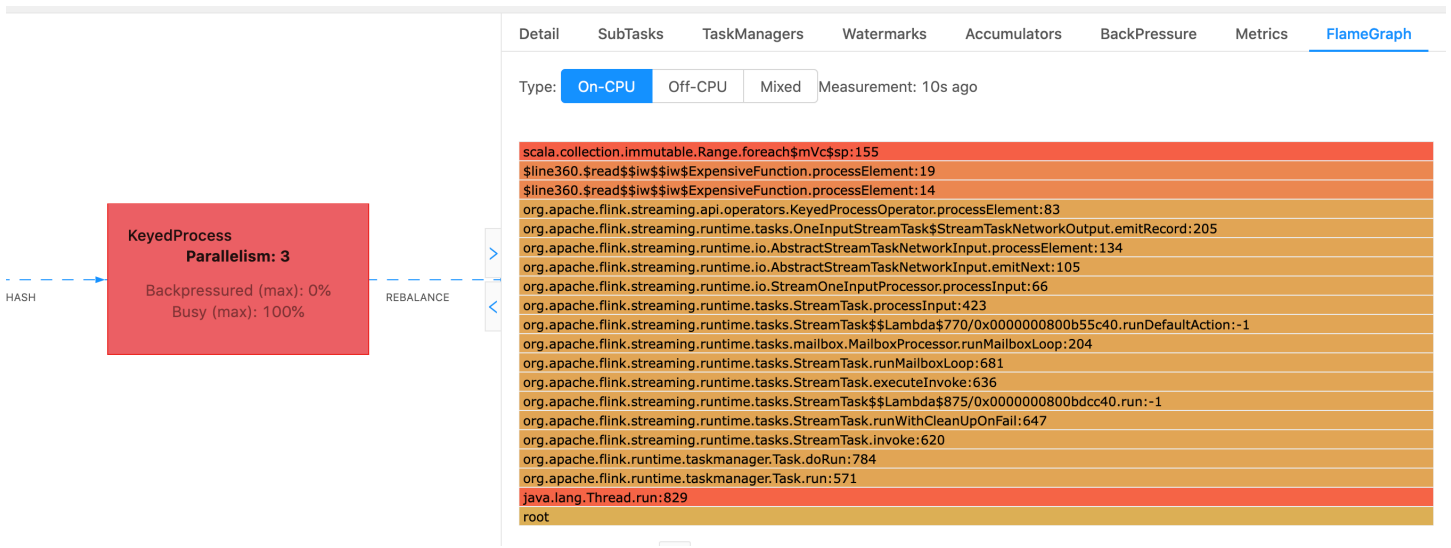 Detail SubTasks TaskManagers Watermarks Accumulators BackPressure Metrics FlameGraph
Type: On-CPU Off-CPU Mixed Measurement: 10s ago
KeyedProcess
Parallelism: 3
Backpressured (max): 0%
Busy (max): 100%
HASH
REBALANCE
scala.collection.immutable.Range.foreach$mVc$sp:155
$line360.$read$$iw$$iw$ExpensiveFunction.processElement:19
$line360.$read$$iw$$iw$ExpensiveFunction.processElement:14
org.apache.flink.streaming.api.operators.KeyedProcessOperator.processElement:83
org.apache.flink.streaming.runtime.tasks.OneInputStreamTask$StreamTaskNetworkOutput.emitRecord:205
org.apache.flink.streaming.runtime.io.AbstractStreamTaskNetworkInput.processElement:134
org.apache.flink.streaming.runtime.io.AbstractStreamTaskNetworkInput.emitNext:105
org.apache.flink.streaming.runtime.io.StreamOneInputProcessor.processInput:66
org.apache.flink.streaming.runtime.tasks.StreamTask.processInput:423
org.apache.flink.streaming.runtime.tasks.StreamTask$$Lambda$770/0x0000000800b55c40.runDefaultAction:-1
org.apache.flink.streaming.runtime.tasks.mailbox.MailboxProcessor.runMailboxLoop:204
org.apache.flink.streaming.runtime.tasks.StreamTask.runMailboxLoop:681
org.apache.flink.streaming.runtime.tasks.StreamTask.executeInvoke:636
org.apache.flink.streaming.runtime.tasks.StreamTask$$Lambda$875/0x0000000800bdcc40.run:-1
org.apache.flink.streaming.runtime.tasks.StreamTask.runWithCleanUpOnFail:647
org.apache.flink.streaming.runtime.tasks.StreamTask.invoke:620
org.apache.flink.runtime.taskmanager.Task.doRun:784
org.apache.flink.runtime.taskmanager.Task.run:571
java.lang.Thread.run:829
root